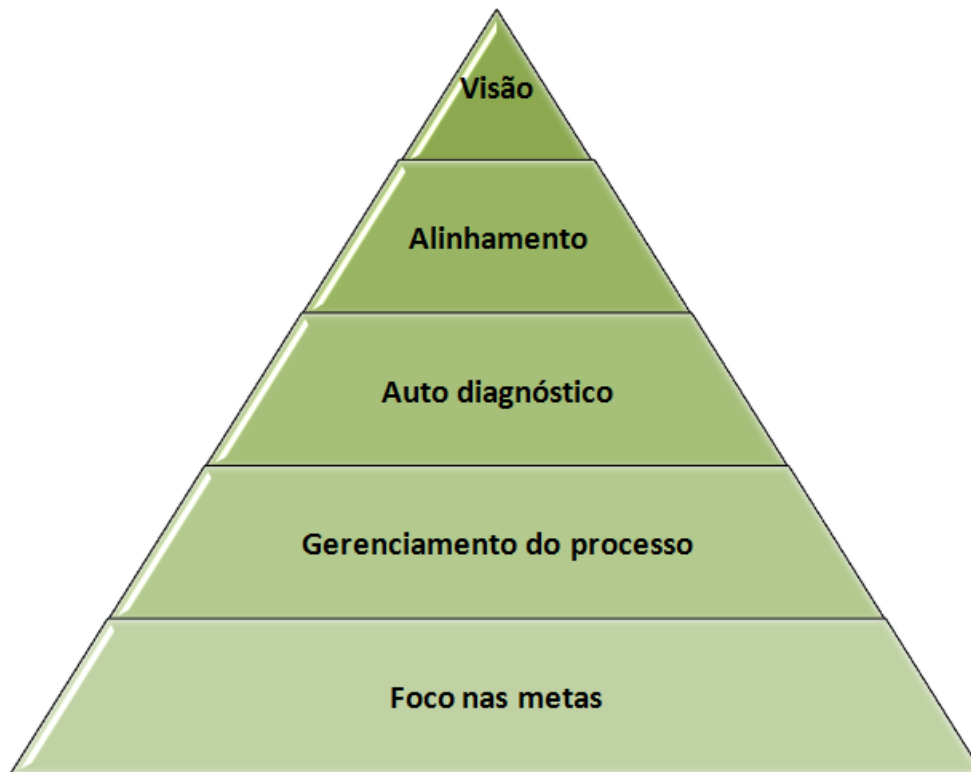 Visão
Alinhamento
Auto diagnóstico
Gerenciamento do processo
Foco nas metas